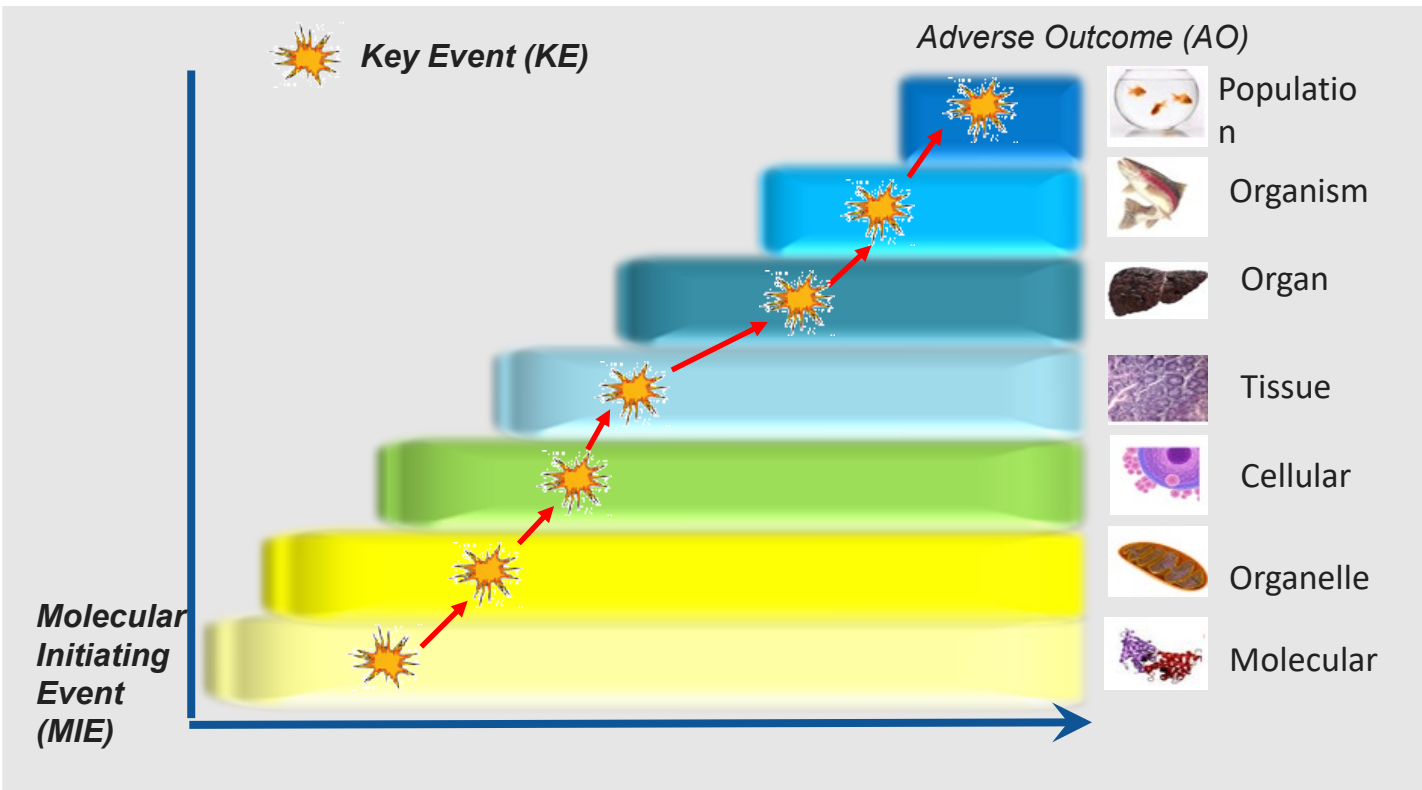 Key Event (KE)
Adverse Outcome (AO)
Populatio
n
Organism
Organ
Tissue
Cellular
Organelle
Molecular
Molecular
Initiating
Event
(MIE)